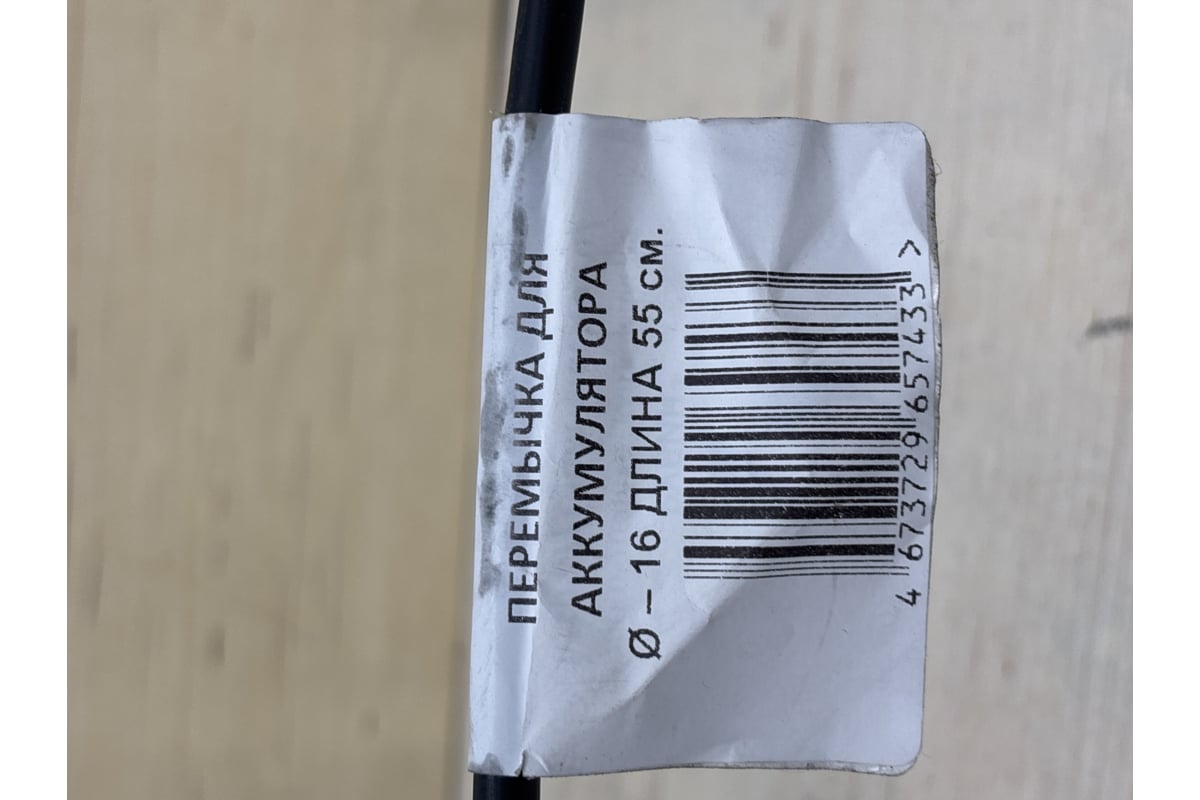 ПЕРЕМЫЧКА ДЛЯ
АККУМУЛЯТОРА
Ø – 16 ДЛИНА 55 см.
4 673729 657433 >